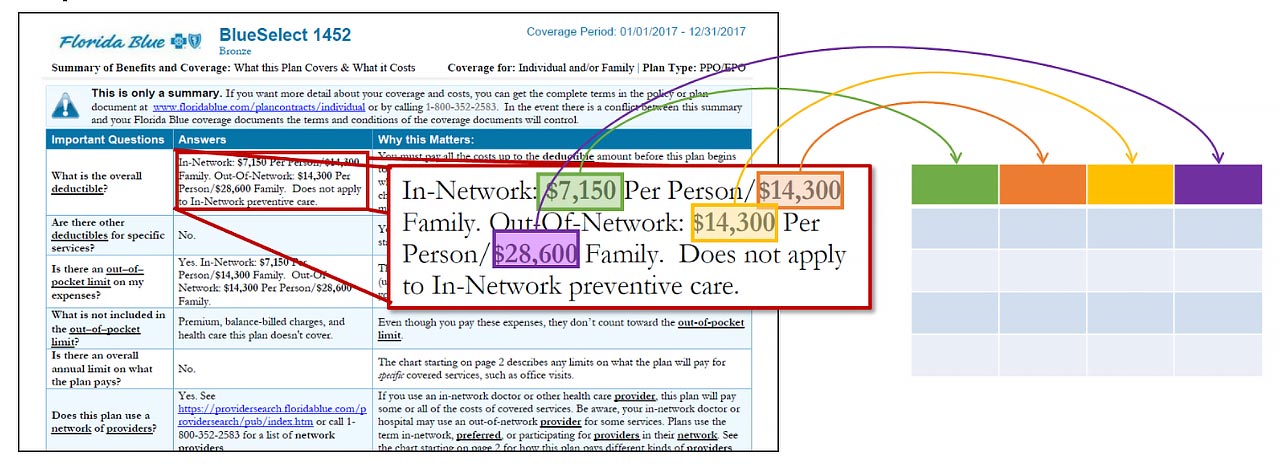 Florida Blue
BlueSelect 1452
Bronze
Coverage Period: 01/01/2017 - 12/31/2017
Summary of Benefits and Coverage: What this Plan Covers & What it Costs
Coverage for: Individual and/or Family | Plan Type: PPO/EPO
This is only a summary. If you want more detail about your coverage and costs, you can get the complete terms in the policy or plan
document at www.floridablue.com/plancontracts/individual or by calling 1-800-352-2583. In the event there is a conflict between this summary
and your Florida Blue coverage documents the terms and conditions of the coverage documents will control.
Important Questions
Answers
Why this Matters:
What is the overall
deductible?
In-Network: $7,150 Per Person/$14,300
Family. Out-Of-Network: $14,300 Per
Person/$28,600 Family. Does not apply
to In-Network preventive care.
You must pay all the costs up to the deductible amount before this plan begins
In-Network: $7,150 Per Person/$14,300
Family. Out-Of-Network: $14,300 Per
Person/$28,600 Family. Does not apply
to In-Network preventive care.
Are there other
deductibles for specific
services?
No.
Is there an out–of–
pocket limit on my
expenses?
Yes. In-Network: $7,150 Per
Person/$14,300 Family. Out-Of-
Network: $14,300 Per Person/$28,600
Family.
What is not included in
the out–of–pocket
limit?
Premium, balance-billed charges, and
health care this plan doesn't cover.
Even though you pay these expenses, they don't count toward the out-of-pocket
limit.
Is there an overall
annual limit on what
the plan pays?
No.
The chart starting on page 2 describes any limits on what the plan will pay for
specific covered services, such as office visits.
Does this plan use a
network of providers?
Yes. See
https://providersearch.floridablue.com/p
rovidersearch/pub/index.htm or call 1-
800-352-2583 for a list of network
providers
If you use an in-network doctor or other health care provider, this plan will pay
some or all of the costs of covered services. Be aware, your in-network doctor or
hospital may use an out-of-network provider for some services. Plans use the
term in-network, preferred, or participating for providers in their network. See
the chart starting on page 2 for how this plan pays different kinds of providers